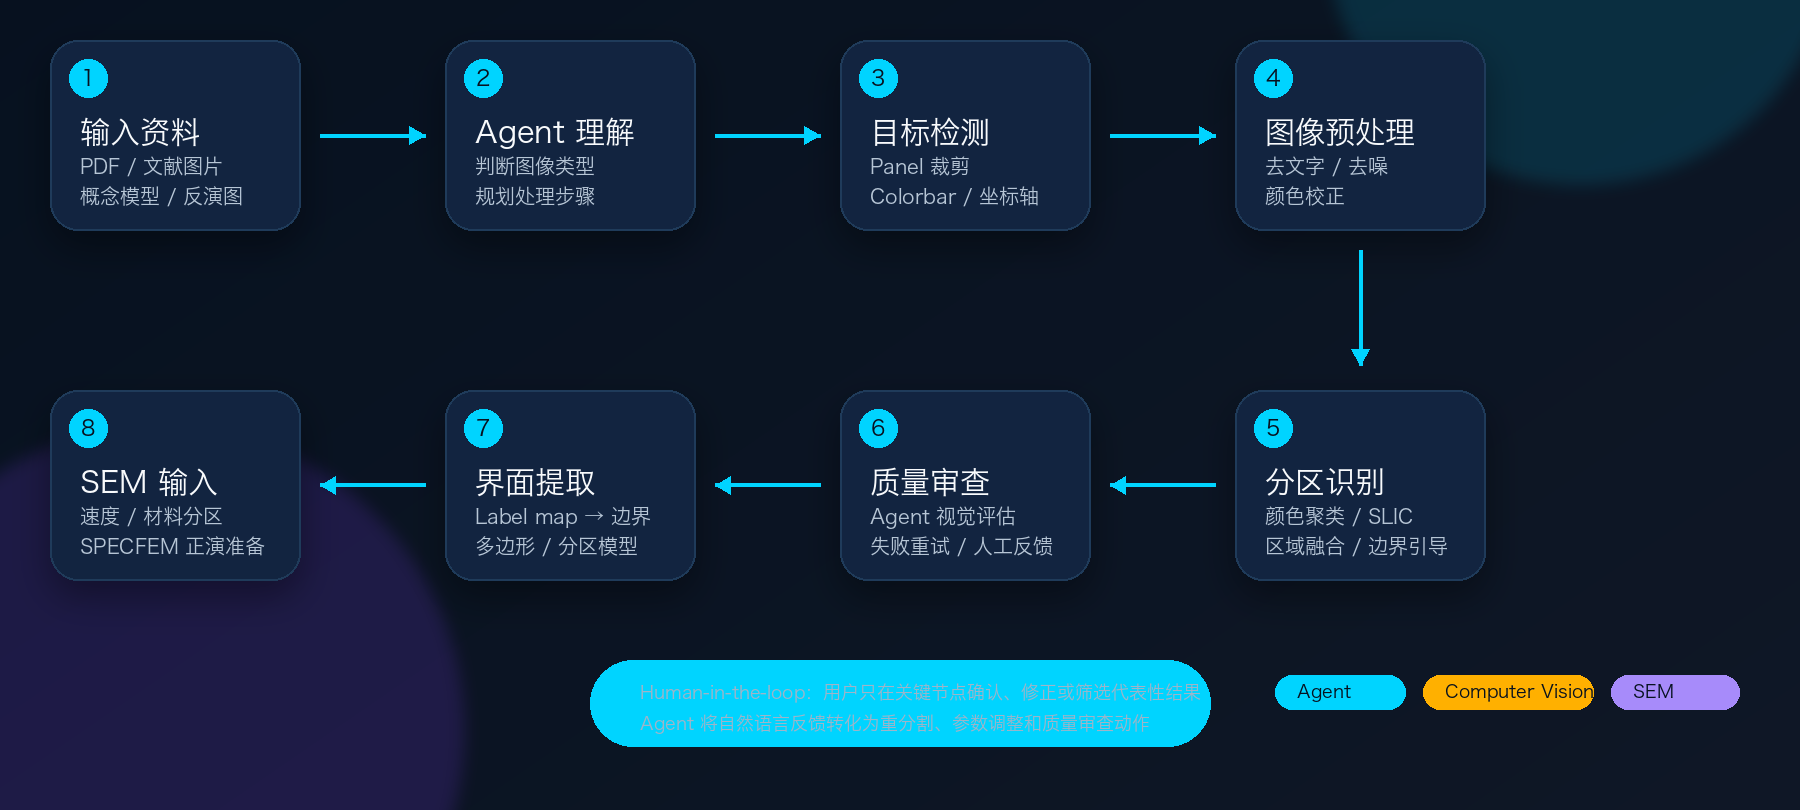 1
输入资料
PDF / 文献图片
概念模型 / 反演图
2
Agent 理解
判断图像类型
规划处理步骤
3
目标检测
Panel 裁剪
Colorbar / 坐标轴
4
图像预处理
去文字 / 去噪
颜色校正
5
分区识别
颜色聚类 / SLIC
区域融合 / 边界引导
6
质量审查
Agent 视觉评估
失败重试 / 人工反馈
7
界面提取
Label map → 边界
多边形 / 分区模型
8
SEM 输入
速度 / 材料分区
SPECFEM 正演准备
Human-in-the-loop: 用户只在关键节点确认、修正或筛选代表性结果
Agent 将自然语言反馈转化为重分割、参数调整和质量审查动作
Agent
Computer Vision
SEM